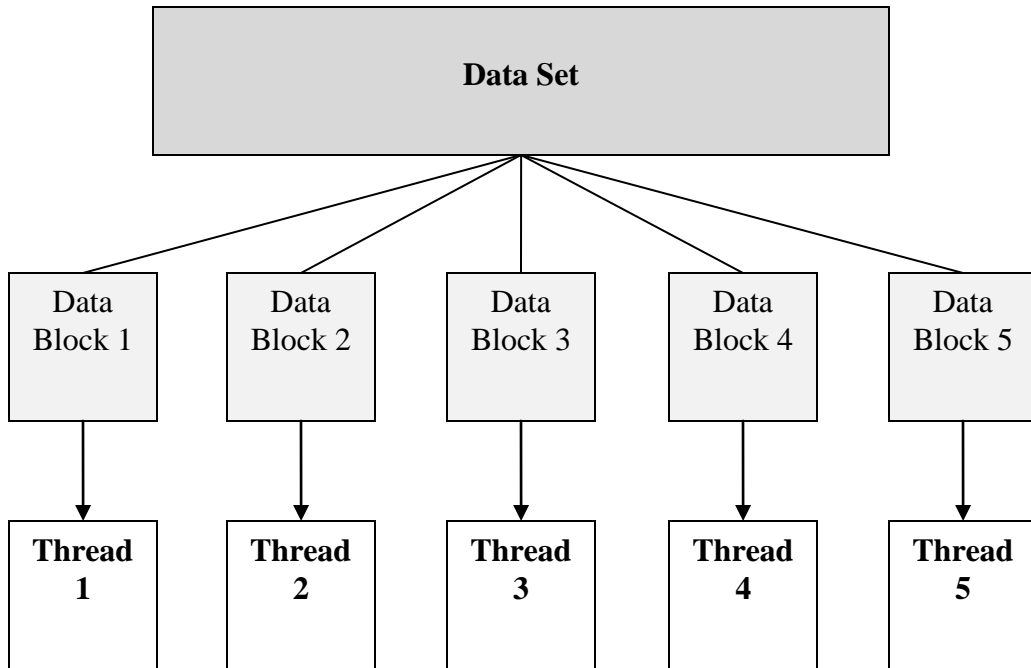 Data Set
Data
Block 1
Data
Block 2
Data
Block 3
Data
Block 4
Data
Block 5
Thread
1
Thread
2
Thread
3
Thread
4
Thread
5